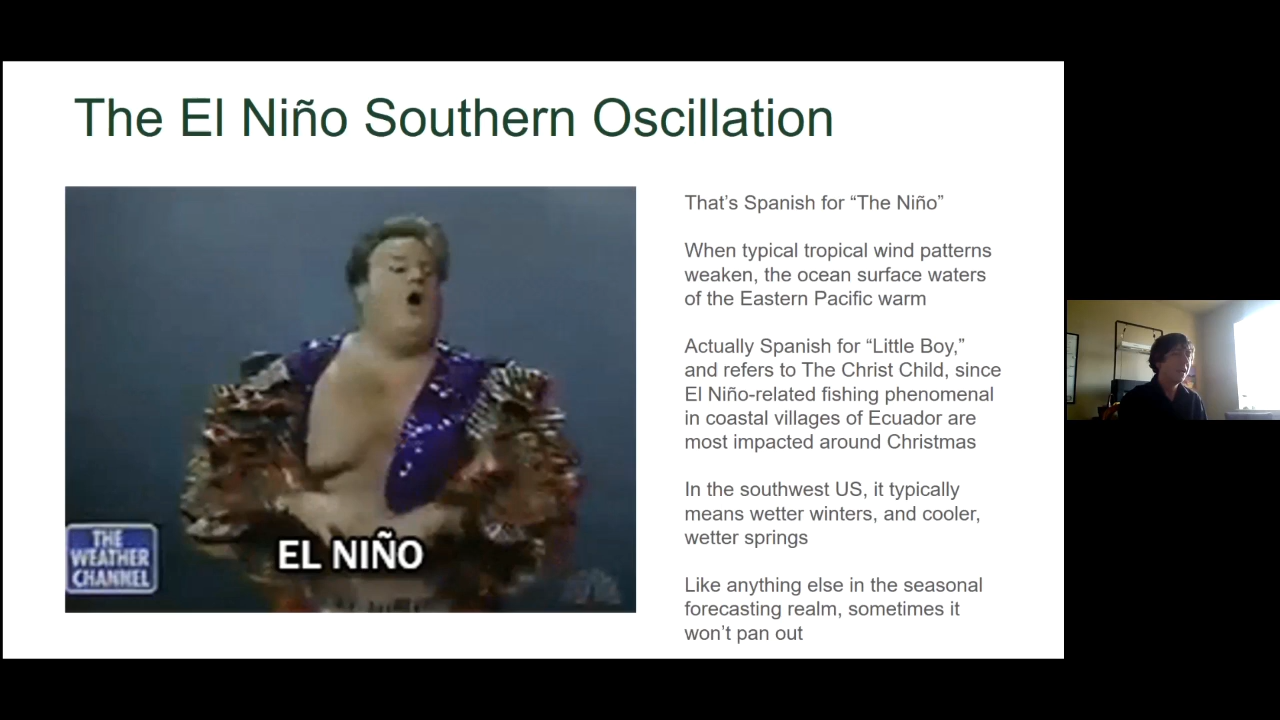 The El Niño Southern Oscillation
That’s Spanish for “The Niño”
When typical tropical wind patterns
weaken, the ocean surface waters
of the Eastern Pacific warm
Actually Spanish for “Little Boy,”
and refers to The Christ Child, since
El Niño-related fishing phenomenal
in coastal villages of Ecuador are
most impacted around Christmas
In the southwest US, it typically
means wetter winters, and cooler,
wetter springs
Like anything else in the seasonal
forecasting realm, sometimes it
won’t pan out
THE
WEATHER
CHANNEL
EL NIÑO